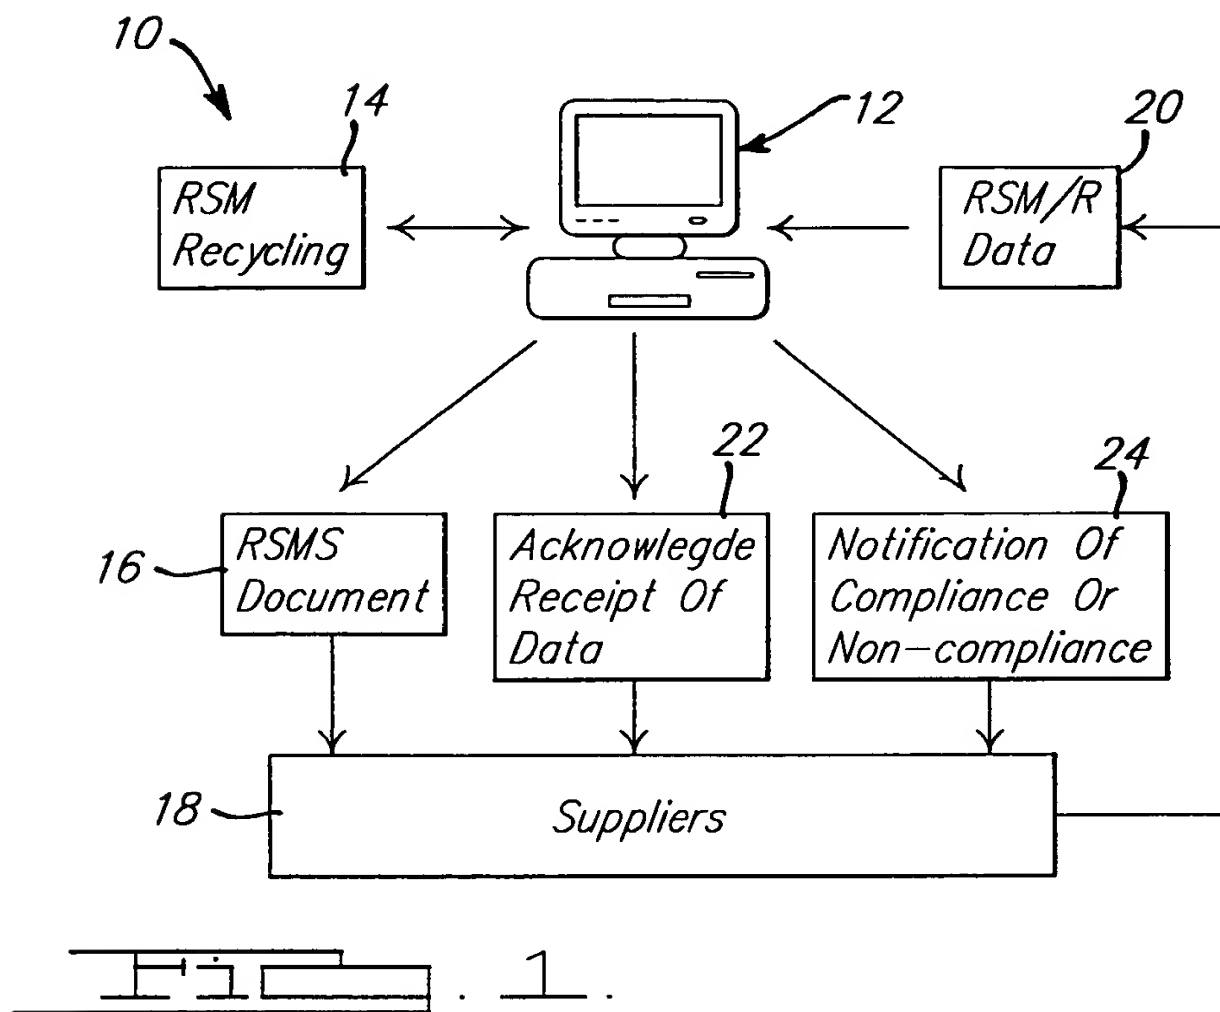 10
14
12
20
RSM
Recycling
RSM/R
Data
22
24
16
RSMS
Document
Acknowlegde
Receipt Of
Data
Notification Of
Compliance Or
Non-compliance
18
Suppliers
Fig. 1.